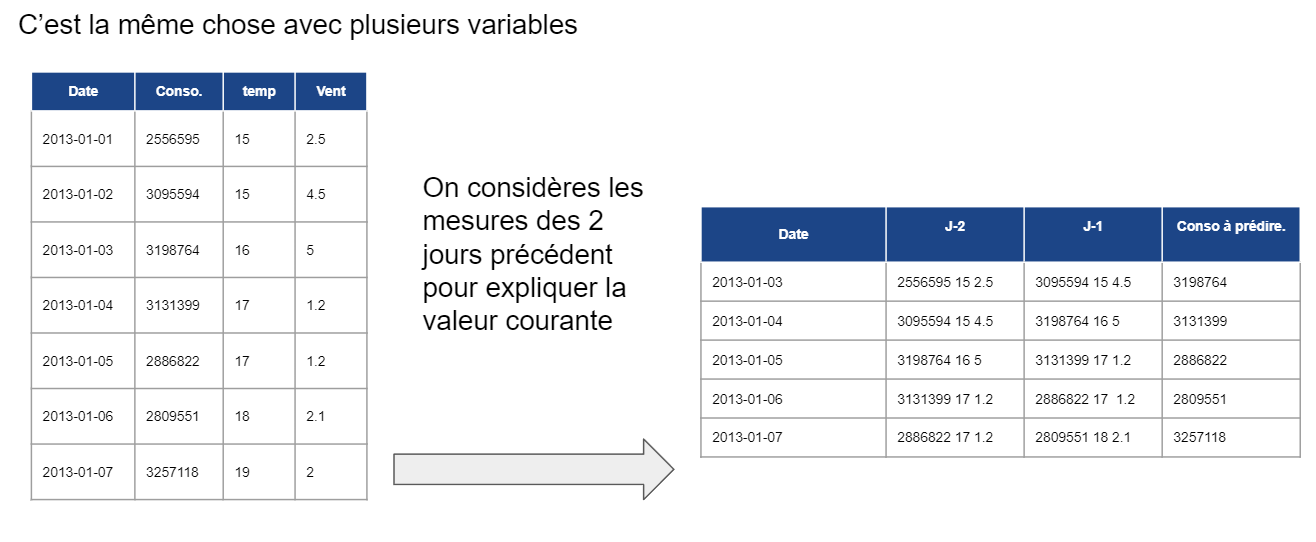 C'est la même chose avec plusieurs variables
Date Conso. temp Vent
2013-01-01 2556595 15 2.5
2013-01-02 3095594 15 4.5
2013-01-03 3198764 16 5
2013-01-04 3131399 17 1.2
2013-01-05 2886822 17 1.2
2013-01-06 2809551 18 2.1
2013-01-07 3257118 19 2
On considères les
mesures des 2
jours précédent
pour expliquer la
valeur courante
Date J-2 J-1 Conso à prédire.
2013-01-03 2556595 15 2.5 3095594 15 4.5 3198764
2013-01-04 3095594 15 4.5 3198764 16 5 3131399
2013-01-05 3198764 16 5 3131399 17 1.2 2886822
2013-01-06 3131399 17 1.2 2886822 17 1.2 2809551
2013-01-07 2886822 17 1.2 2809551 18 2.1 3257118